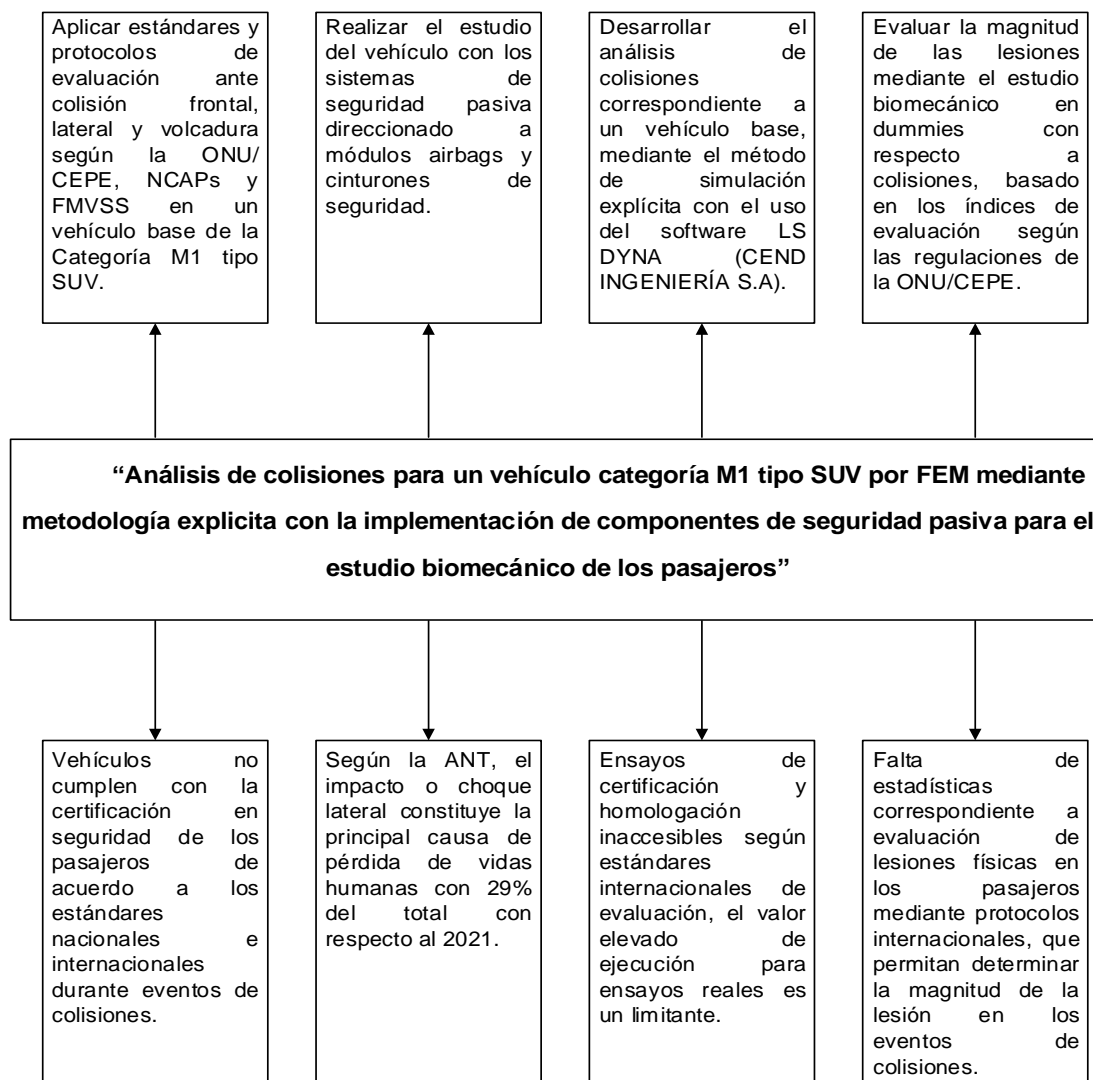 Aplicar estándares y
protocolos de
evaluación ante
colisión frontal,
lateral y volcadura
según la ONU/
CEPE, NCAPs y
FMVSS en un
vehículo base de la
Categoría M1 tipo
SUV.
Realizar el estudio
del vehículo con los
sistemas de
seguridad pasiva
direccionado a
módulos airbags y
cinturones de
seguridad.
Desarrollar el
análisis de
colisiones
correspondiente a
un vehículo base,
mediante el método
de simulación
explícita con el uso
del software LS
DYNA (CEND
INGENIERÍA S.A).
Evaluar la magnitud
de las lesiones
mediante el estudio
biomecánico en
dummies con
respecto a
colisiones, basado
en los índices de
evaluación según
las regulaciones de
la ONU/CEPE.
“Análisis de colisiones para un vehículo categoría M1 tipo SUV por FEM mediante
metodología explicita con la implementación de componentes de seguridad pasiva para el
estudio biomecánico de los pasajeros”
Vehículos no
cumplen con la
certificación en
seguridad de los
pasajeros de
acuerdo a los
estándares
nacionales e
internacionales
durante eventos de
colisiones.
Según la ANT, el
impacto o choque
lateral constituye la
principal causa de
pérdida de vidas
humanas con 29%
del total con
respecto al 2021.
Ensayos de
certificación y
homologación
inaccesibles según
estándares
internacionales de
evaluación, el valor
elevado de
ejecución para
ensayos reales es
un limitante.
Falta de
estadísticas
correspondiente a
evaluación de
lesiones físicas en
los pasajeros
mediante protocolos
internacionales, que
permitan determinar
la magnitud de la
lesión en los
eventos de
colisiones.